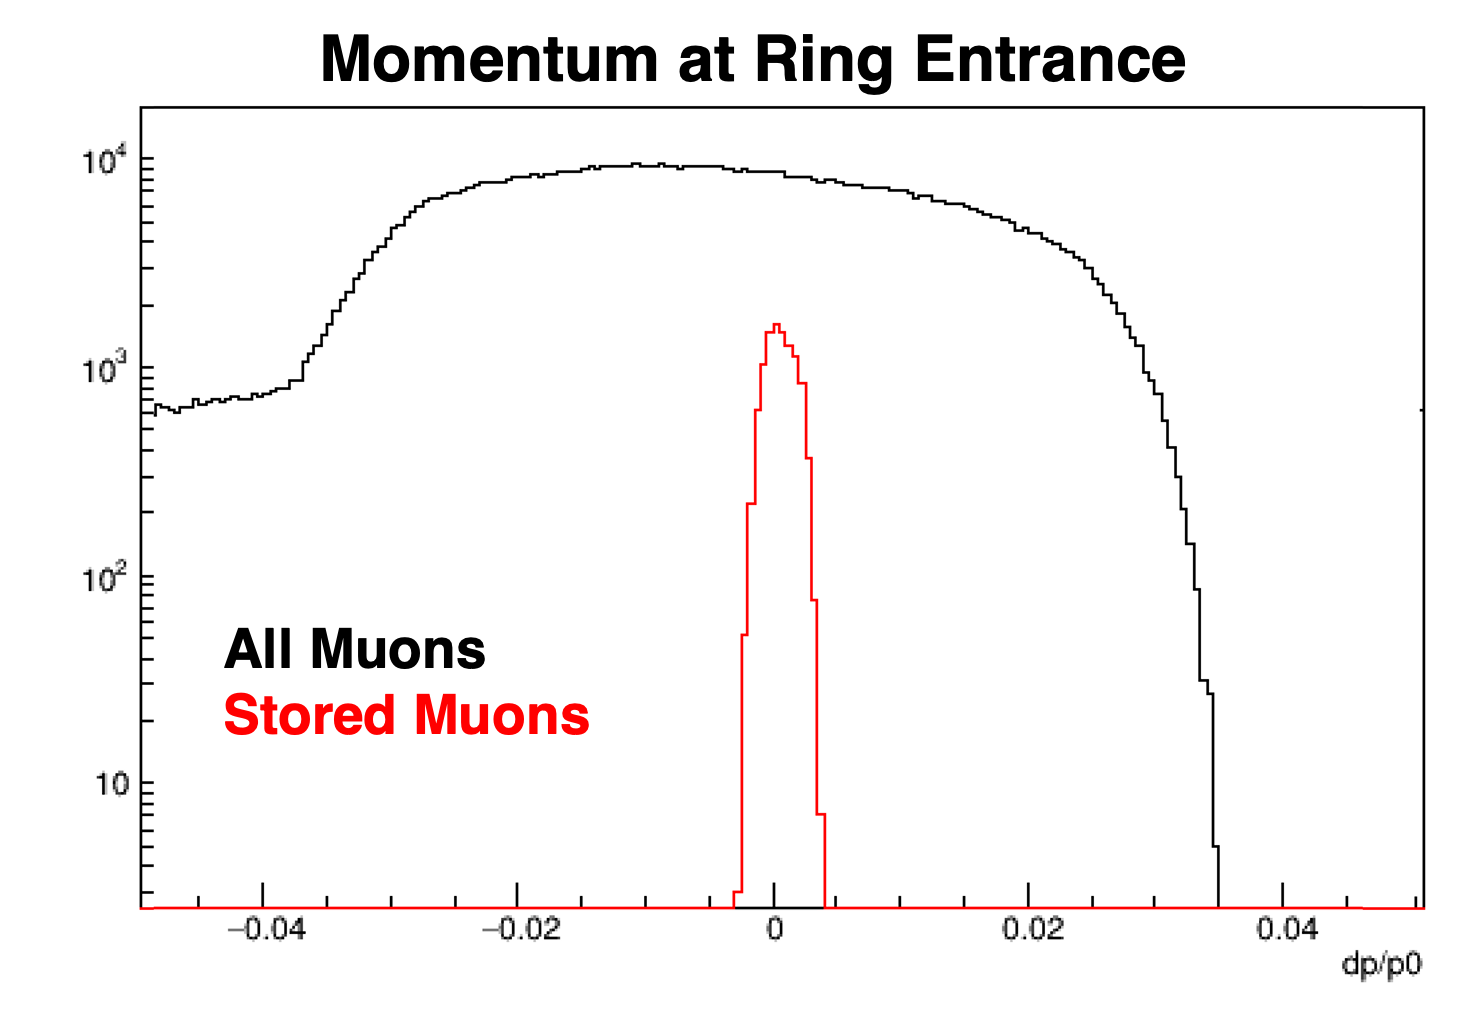 Momentum at Ring Entrance
10⁴
10³
10²
10
All Muons
Stored Muons
−0.04 −0.02 0 0.02 0.04
dp/p0